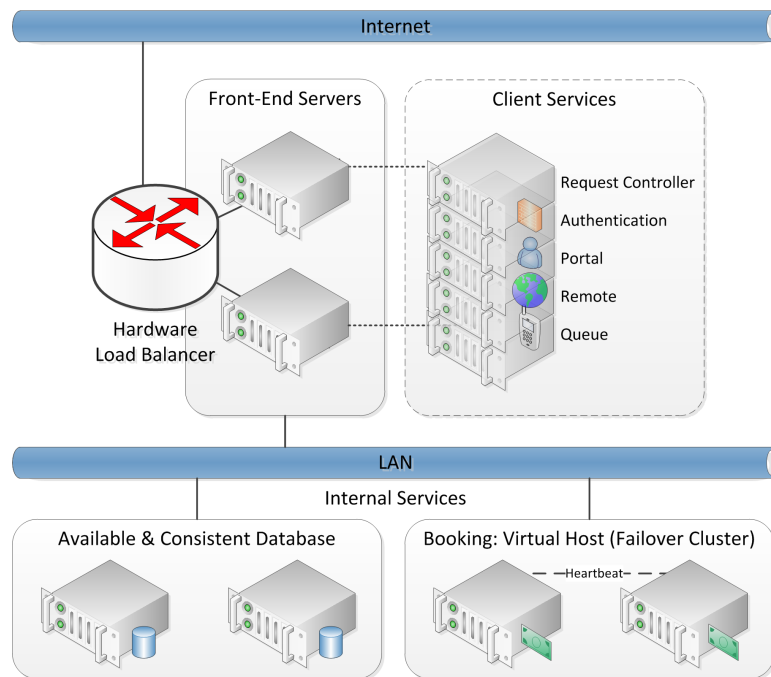 Internet
Front-End Servers
Client Services
Request Controller
Authentication
Portal
Remote
Queue
Hardware
Load Balancer
LAN
Internal Services
Available & Consistent Database
Booking: Virtual Host (Failover Cluster)
Heartbeat